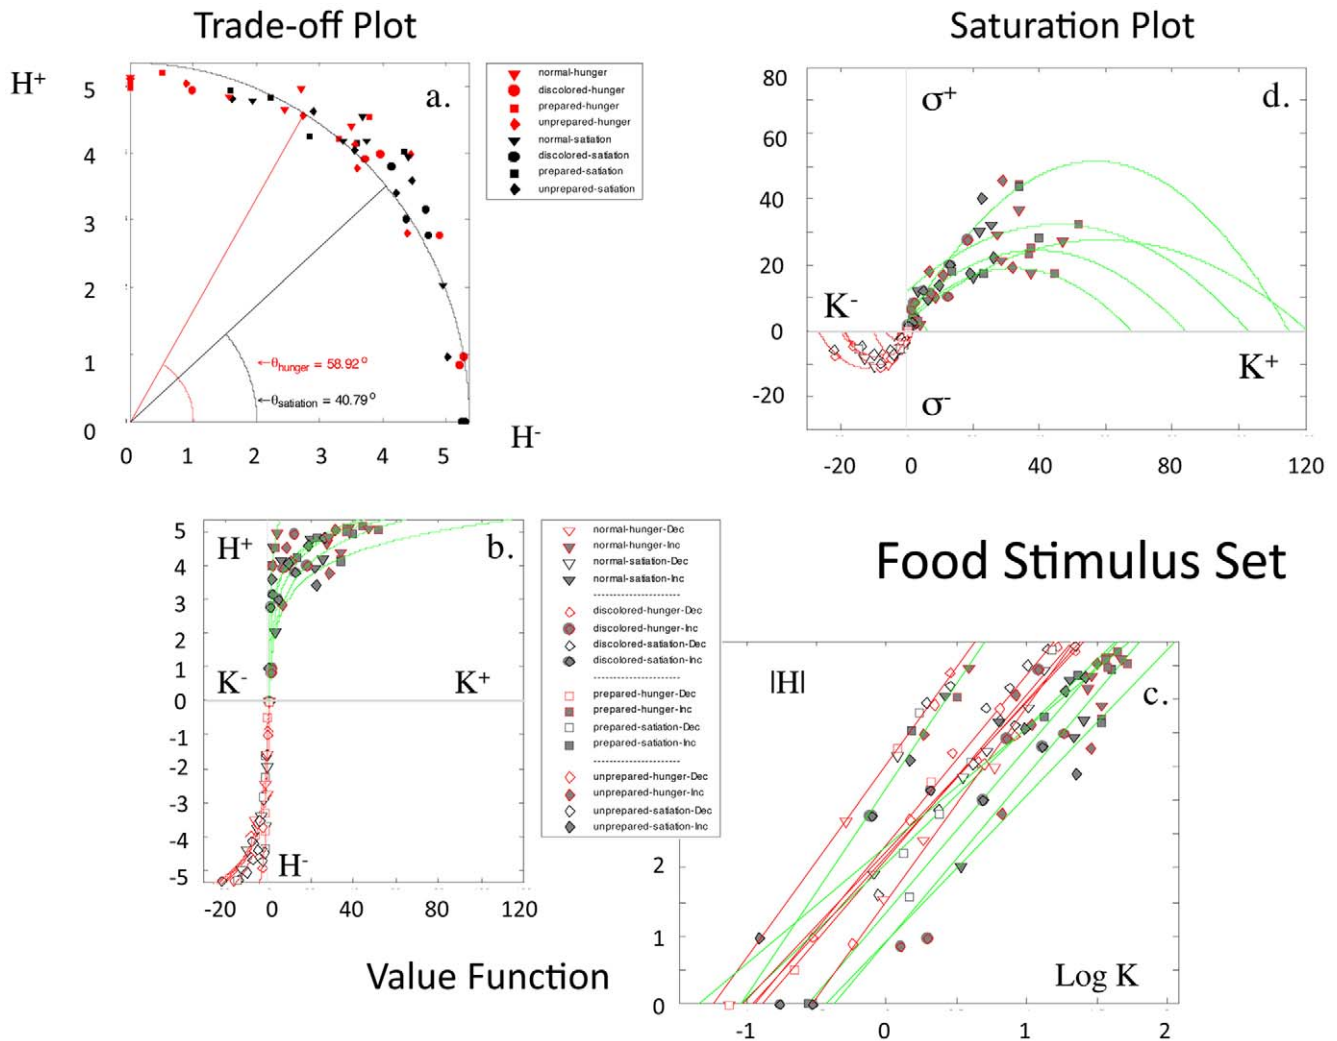 Trade-off Plot
H+
a.
5
4
3
2
1
0
0 1 2 3 4 5
H-
←θhunger = 58.92 o
←θsatiation = 40.79 o
normal-hunger
discolored-hunger
prepared-hunger
unprepared-hunger
normal-satiation
discolored-satiation
prepared-satiation
unprepared-satiation
Saturation Plot
80
60
40
20
0
-20
σ+
d.
K-
K+
σ-
-20 0 40 80 120
H+
b.
5
4
3
2
1
0
-1
-2
-3
-4
-5
K-
K+
H-
-20 0 40 80 120
Value Function
normal-hunger-Dec
normal-hunger-Inc
normal-satiation-Dec
normal-satiation-Inc
----------------------
discolored-hunger-Dec
discolored-hunger-Inc
discolored-satiation-Dec
discolored-satiation-Inc
----------------------
prepared-hunger-Dec
prepared-hunger-Inc
prepared-satiation-Dec
prepared-satiation-Inc
----------------------
unprepared-hunger-Dec
unprepared-hunger-Inc
unprepared-satiation-Dec
unprepared-satiation-Inc
Food Stimulus Set
|H|
c.
2
1
0
Log K
-1 0 1 2